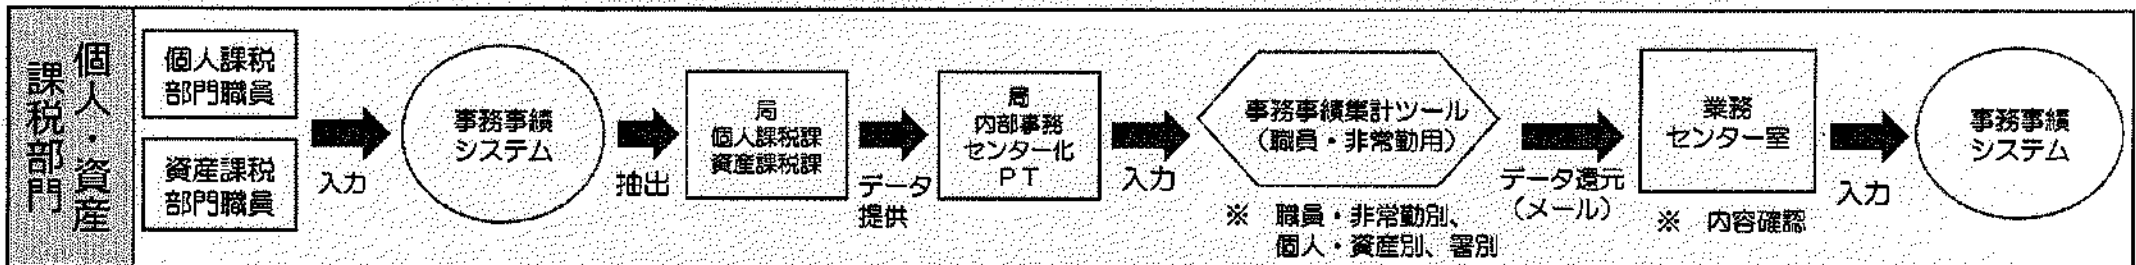 個人・資産
課税部門
個人課税
部門職員
資産課税
部門職員
入力
事務事績
システム
抽出
局
個人課税課
資産課税課
データ
提供
局
内部事務
センター化
PT
入力
事務事績集計ツール
（職員・非常勤用）
※ 職員・非常勤別、
個人・資産別、署別
データ還元
（メール）
業務
センター室
※ 内容確認
入力
事務事績
システム